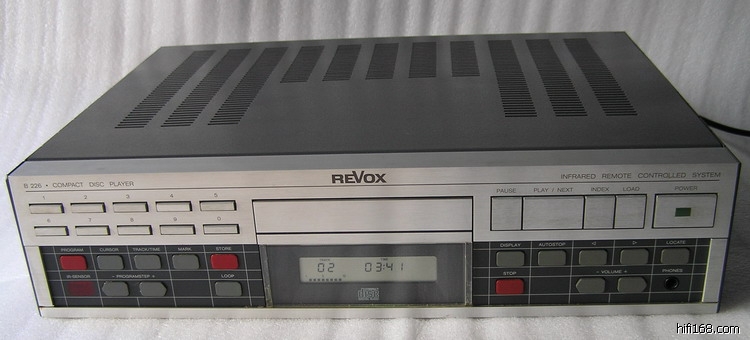 REVOX
B 226 • COMPACT DISC PLAYER
INFRARED REMOTE CONTROLLED SYSTEM
1 2 3 4 5
6 7 8 9 0
PAUSE PLAY / NEXT INDEX LOAD POWER
PROGRAM CURSOR TRACK/TIME MARK STORE
IR-SENSOR - PROGRAMSTEP + LOOP
02 03:41
DISPLAY AUTOSTOP < > LOCATE
STOP - VOLUME + PHONES
hifi168.com